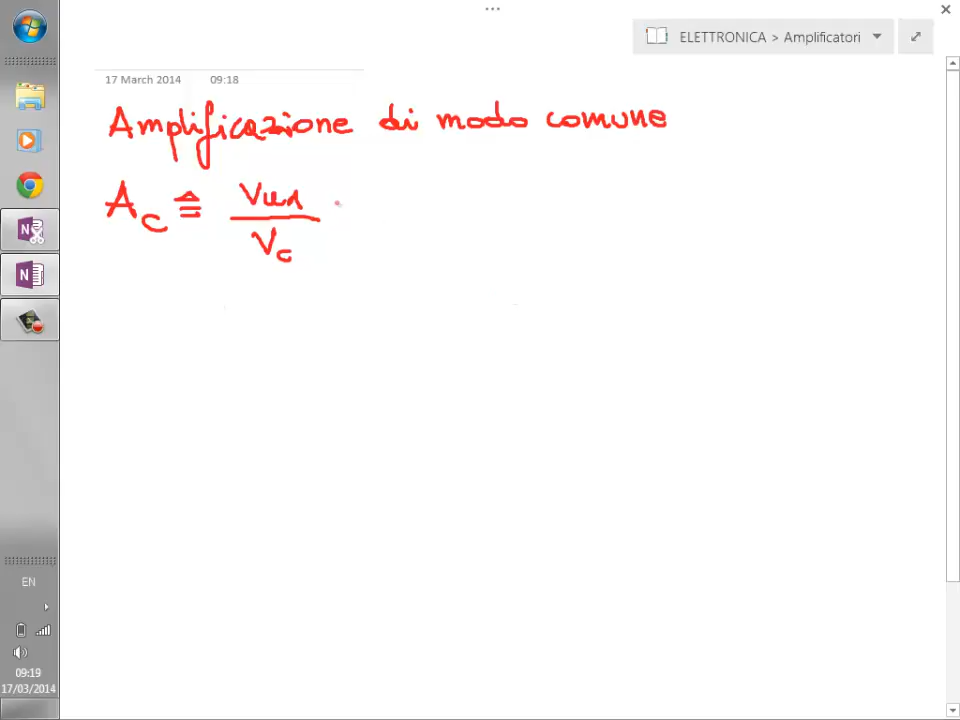 ELETTRONICA > Amplificatori
17 March 2014 09:18
Amplificazione di modo comune
Ac ≙ Vu1 / Vc
EN
09:19
17/03/2014